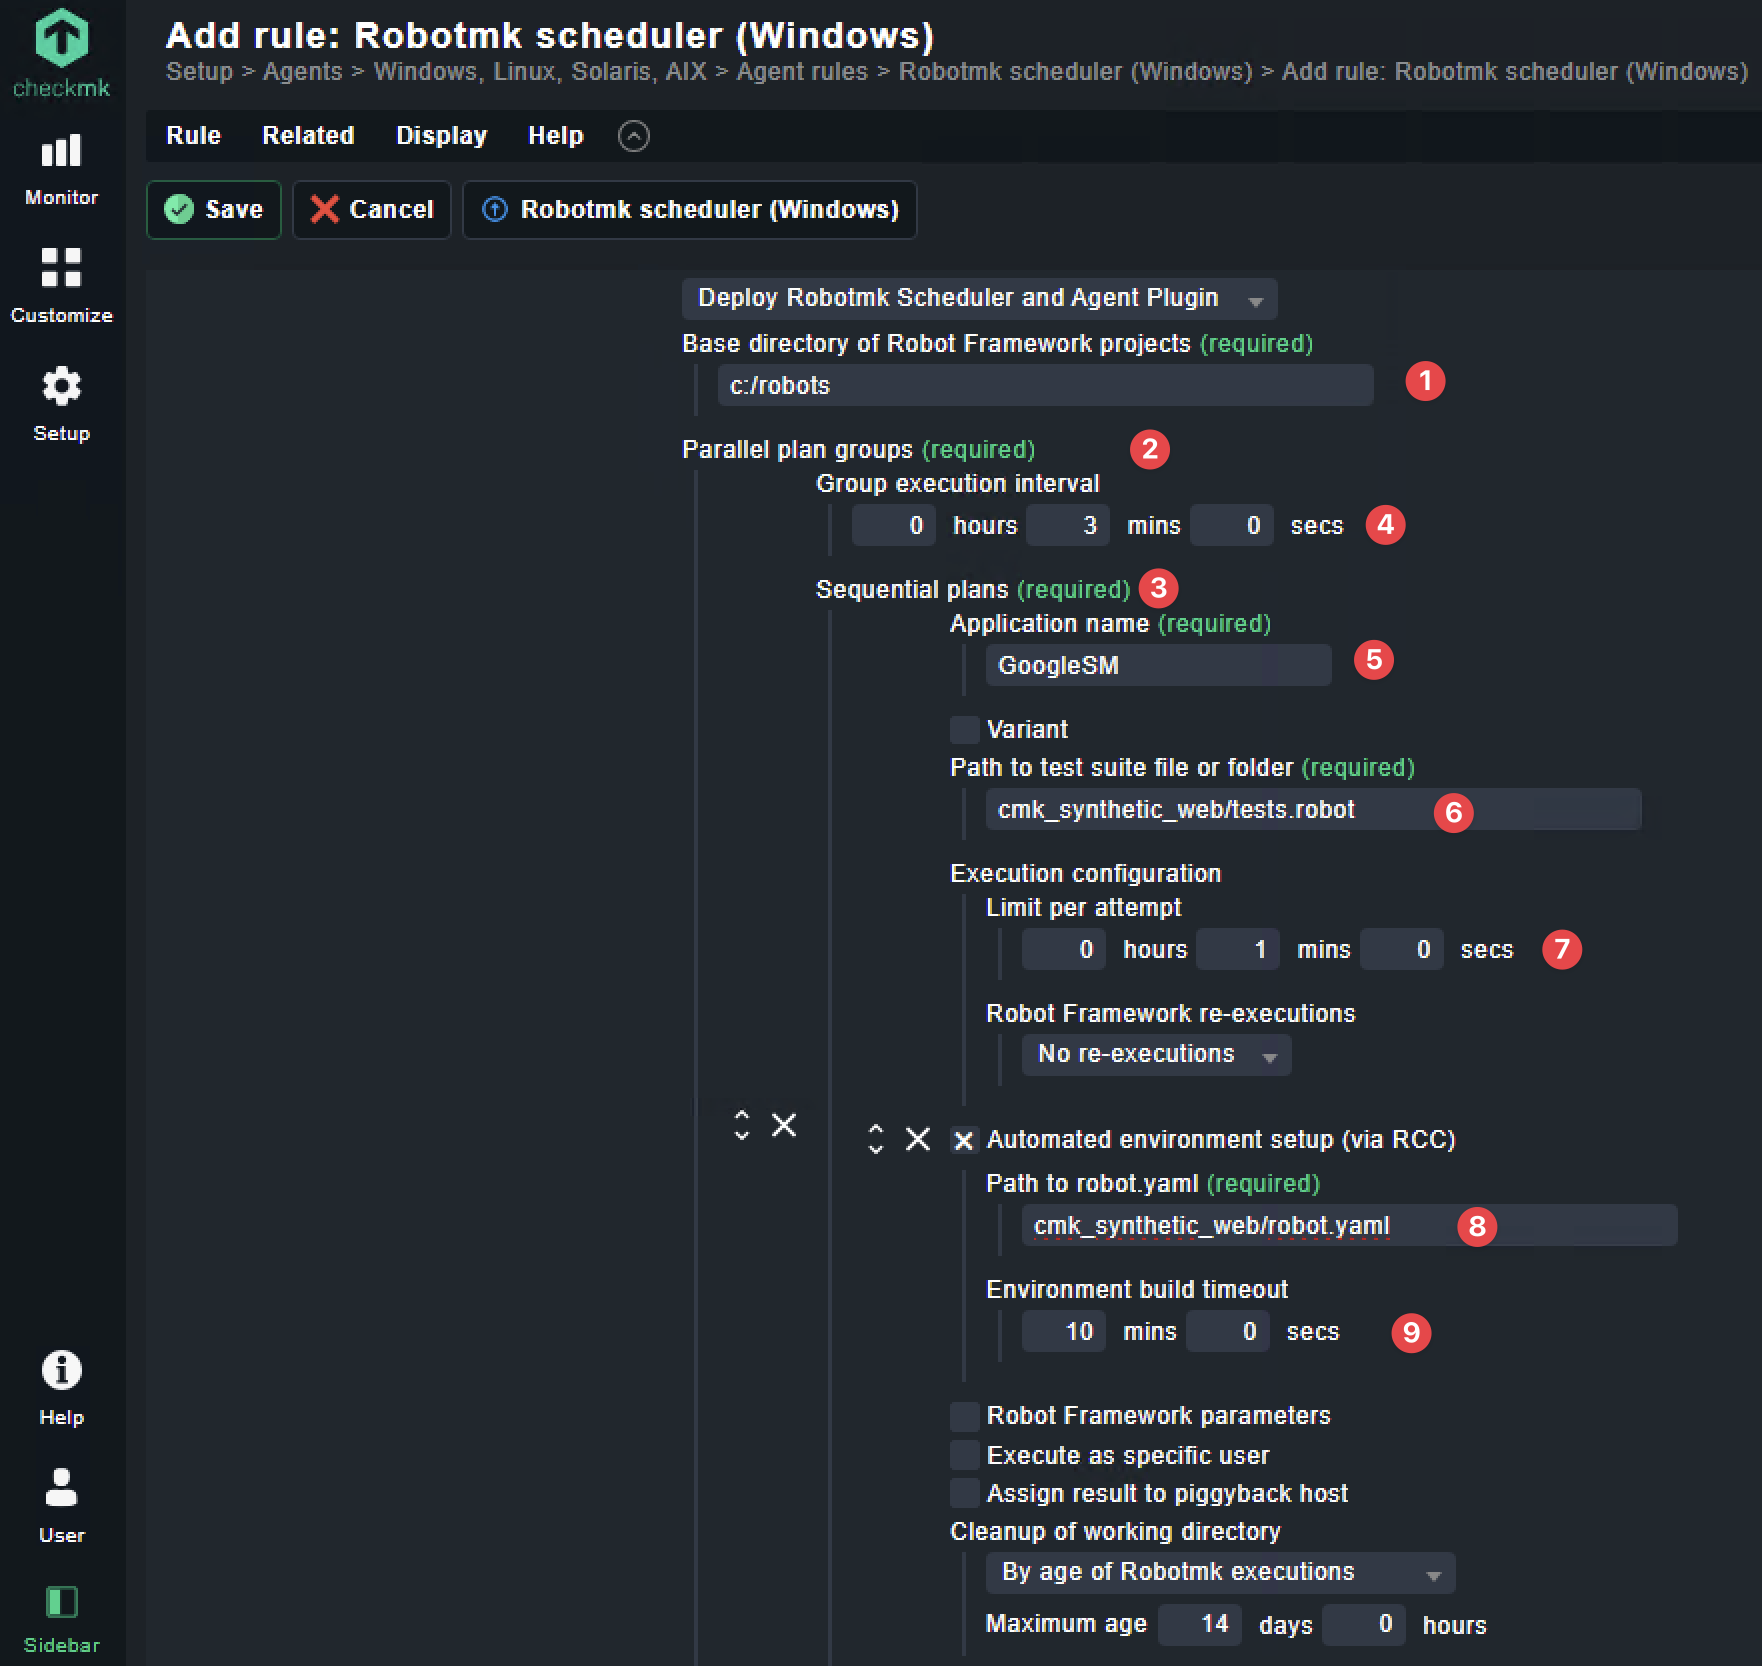 Add rule: Robotmk scheduler (Windows)
Setup > Agents > Windows, Linux, Solaris, AIX > Agent rules > Robotmk scheduler (Windows) > Add rule: Robotmk scheduler (Windows)
checkmk
Rule Related Display Help
Monitor
Save Cancel Robotmk scheduler (Windows)
Customize
Setup
Deploy Robotmk Scheduler and Agent Plugin
Base directory of Robot Framework projects (required)
c:/robots 1
Parallel plan groups (required) 2
Group execution interval
0 hours 3 mins 0 secs 4
Sequential plans (required) 3
Application name (required)
GoogleSM 5
Variant
Path to test suite file or folder (required)
cmk_synthetic_web/tests.robot 6
Execution configuration
Limit per attempt
0 hours 1 mins 0 secs 7
Robot Framework re-executions
No re-executions
Automated environment setup (via RCC)
Path to robot.yaml (required)
cmk_synthetic_web/robot.yaml 8
Environment build timeout
10 mins 0 secs 9
Robot Framework parameters
Execute as specific user
Assign result to piggyback host
Cleanup of working directory
By age of Robotmk executions
Maximum age 14 days 0 hours
Help
User
Sidebar